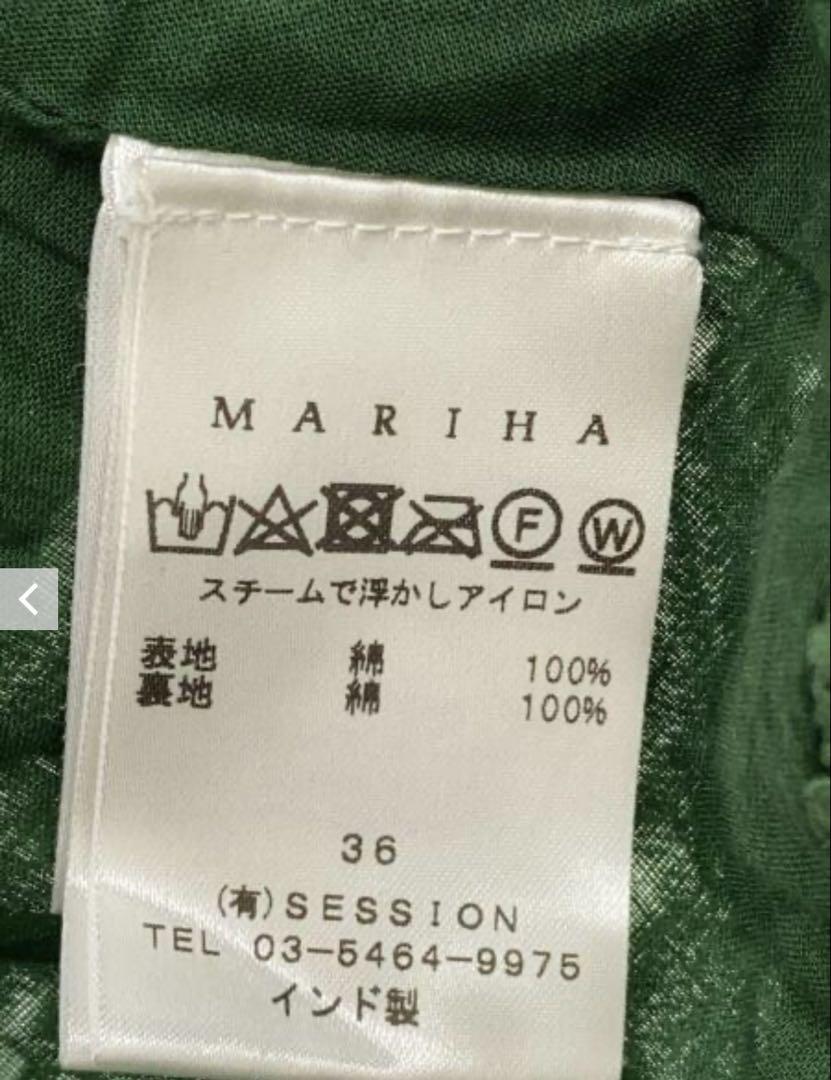 MARIHA
F W
スチームで浮かしアイロン
表地 綿 100%
裏地 綿 100%
36
(有)SESSION
TEL 03-5464-9975
インド製